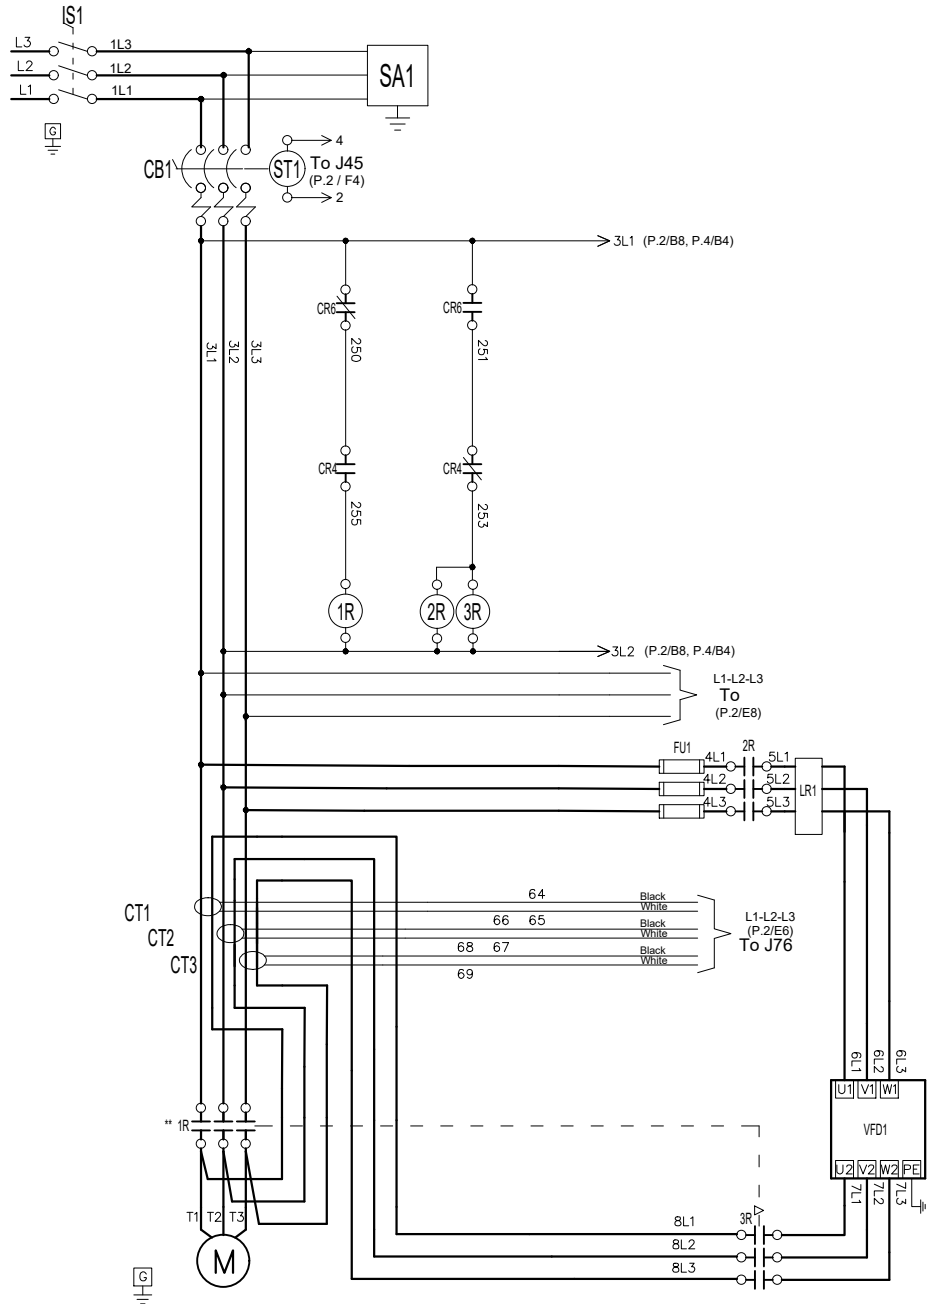 IS1
L3 1L3
L2 1L2
L1 1L1
SA1
G
CB1
ST1
4
To J45
(P.2 / F4)
2
3L1 (P.2/B8, P.4/B4)
CR6
CR6
3L1
3L2
3L3
250
251
CR4
CR4
255
253
1R
2R
3R
3L2 (P.2/B8, P.4/B4)
L1-L2-L3
To
(P.2/E8)
FU1
2R
4L1 5L1
4L2 5L2
4L3 5L3
LR1
CT1
CT2
CT3
64
66 65
68 67
69
Black
White
Black
White
Black
White
L1-L2-L3
(P.2/E6)
To J76
6L1
6L2
6L3
U1 V1 W1
VFD1
U2 V2 W2 PE
7L1
7L2
7L3
** 1R
T1 T2 T3
M
G
3R
8L1
8L2
8L3